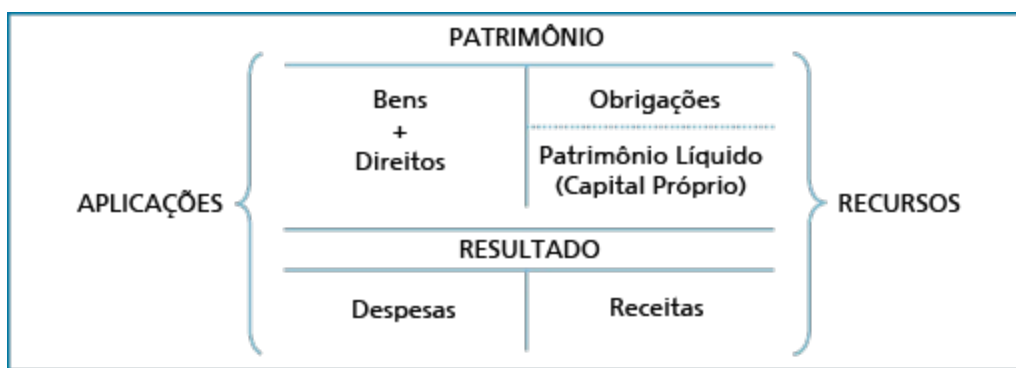 PATRIMÔNIO
Bens
+
Direitos
Obrigações
Patrimônio Líquido
(Capital Próprio)
APLICAÇÕES
RECURSOS
RESULTADO
Despesas
Receitas